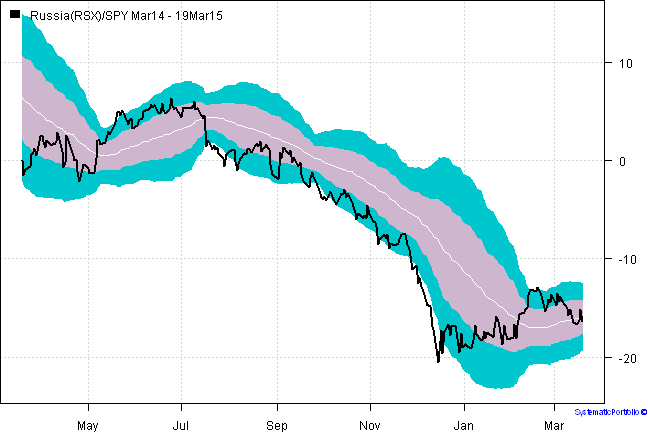 Russia(RSX)/SPY Mar14 - 19Mar15
10
0
-10
-20
May Jul Sep Nov Jan Mar
SystematicPortfolio ©